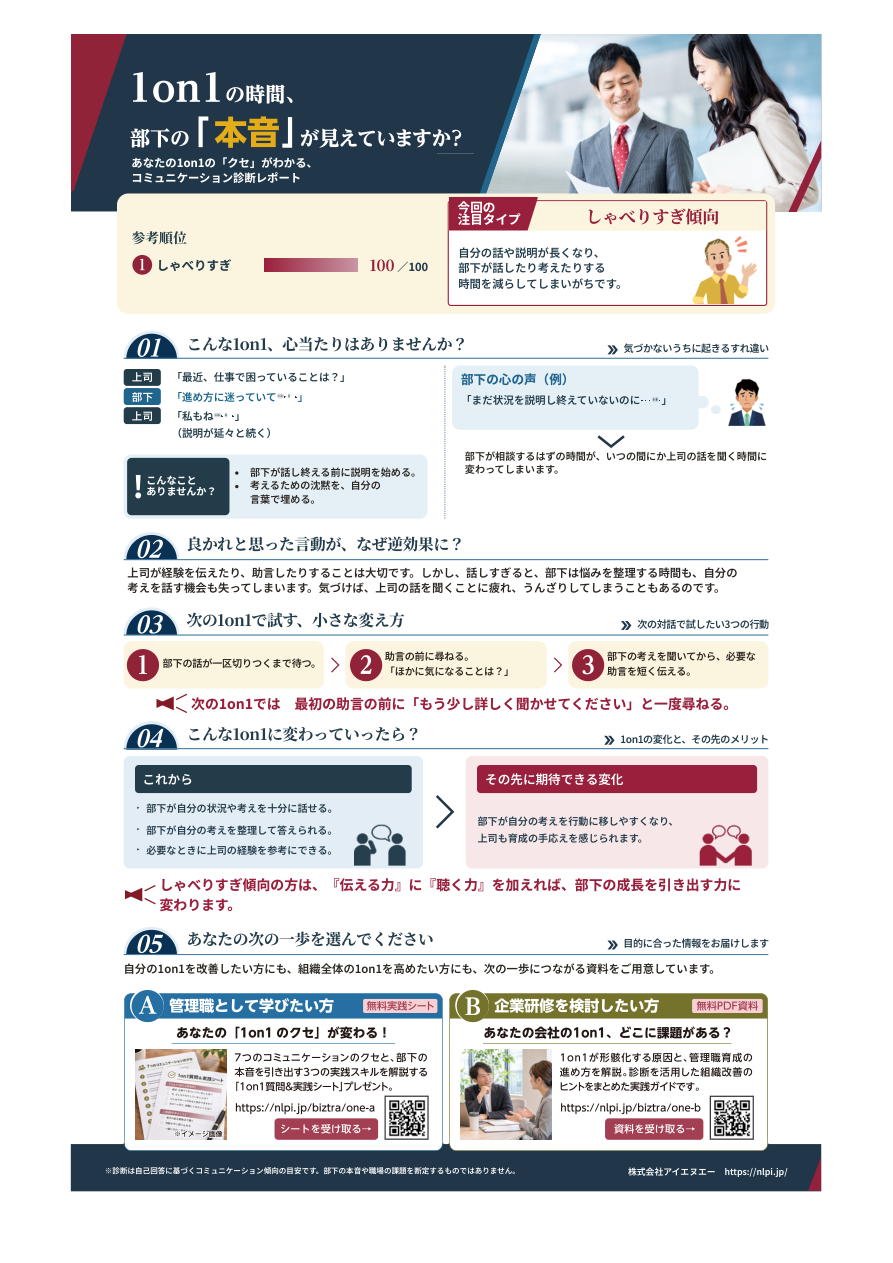 1on1の時間、
部下の「本音」が見えていますか?
あなたの1on1の「クセ」がわかる、
コミュニケーション診断レポート
参考順位
1 しゃべりすぎ 100 ／100
今回の
注目タイプ
しゃべりすぎ傾向
自分の話や説明が長くなり、
部下が話したり考えたりする
時間を減らしてしまいがちです。
01 こんな1on1、心当たりはありませんか？
» 気づかないうちに起きるすれ違い
上司 「最近、仕事で困っていることは？」
部下 「進め方に迷っていて…」
上司 「私もね…」
（説明が延々と続く）
! こんなこと
ありませんか？
• 部下が話し終える前に説明を始める。
• 考えるための沈黙を、自分の
言葉で埋める。
部下の心の声（例）
「まだ状況を説明し終えていないのに…」
部下が相談するはずの時間が、いつの間にか上司の話を聞く時間に
変わってしまいます。
02 良かれと思った言動が、なぜ逆効果に？
上司が経験を伝えたり、助言したりすることは大切です。しかし、話しすぎると、部下は悩みを整理する時間も、自分の
考えを話す機会も失ってしまいます。気づけば、上司の話を聞くことに疲れ、うんざりしてしまうこともあるのです。
03 次の1on1で試す、小さな変え方
» 次の対話で試したい3つの行動
1 部下の話が一区切りつくまで待つ。
2 助言の前に尋ねる。
「ほかに気になることは？」
3 部下の考えを聞いてから、必要な
助言を短く伝える。
次の1on1では　最初の助言の前に「もう少し詳しく聞かせてください」と一度尋ねる。
04 こんな1on1に変わっていったら？
» 1on1の変化と、その先のメリット
これから
· 部下が自分の状況や考えを十分に話せる。
· 部下が自分の考えを整理して答えられる。
· 必要なときに上司の経験を参考にできる。
その先に期待できる変化
部下が自分の考えを行動に移しやすくなり、
上司も育成の手応えを感じられます。
しゃべりすぎ傾向の方は、『伝える力』に『聴く力』を加えれば、部下の成長を引き出す力に
変わります。
05 あなたの次の一歩を選んでください
» 目的に合った情報をお届けします
自分の1on1を改善したい方にも、組織全体の1on1を高めたい方にも、次の一歩につながる資料をご用意しています。
A 管理職として学びたい方 無料実践シート
あなたの「1on1 のクセ」が変わる！
7つのコミュニケーションのクセと、部下の
本音を引き出す3つの実践スキルを解説する
「1on1質問&実践シート」プレゼント。
1on1質問&実践シート
※イメージ画像
https://nlpi.jp/biztra/one-a
シートを受け取る→
B 企業研修を検討したい方 無料PDF資料
あなたの会社の1on1、どこに課題がある？
1on1が形骸化する原因と、管理職育成の
進め方を解説。診断を活用した組織改善の
ヒントをまとめた実践ガイドです。
https://nlpi.jp/biztra/one-b
資料を受け取る→
※診断は自己回答に基づくコミュニケーション傾向の目安です。部下の本音や職場の課題を断定するものではありません。
株式会社アイエヌエー　https://nlpi.jp/